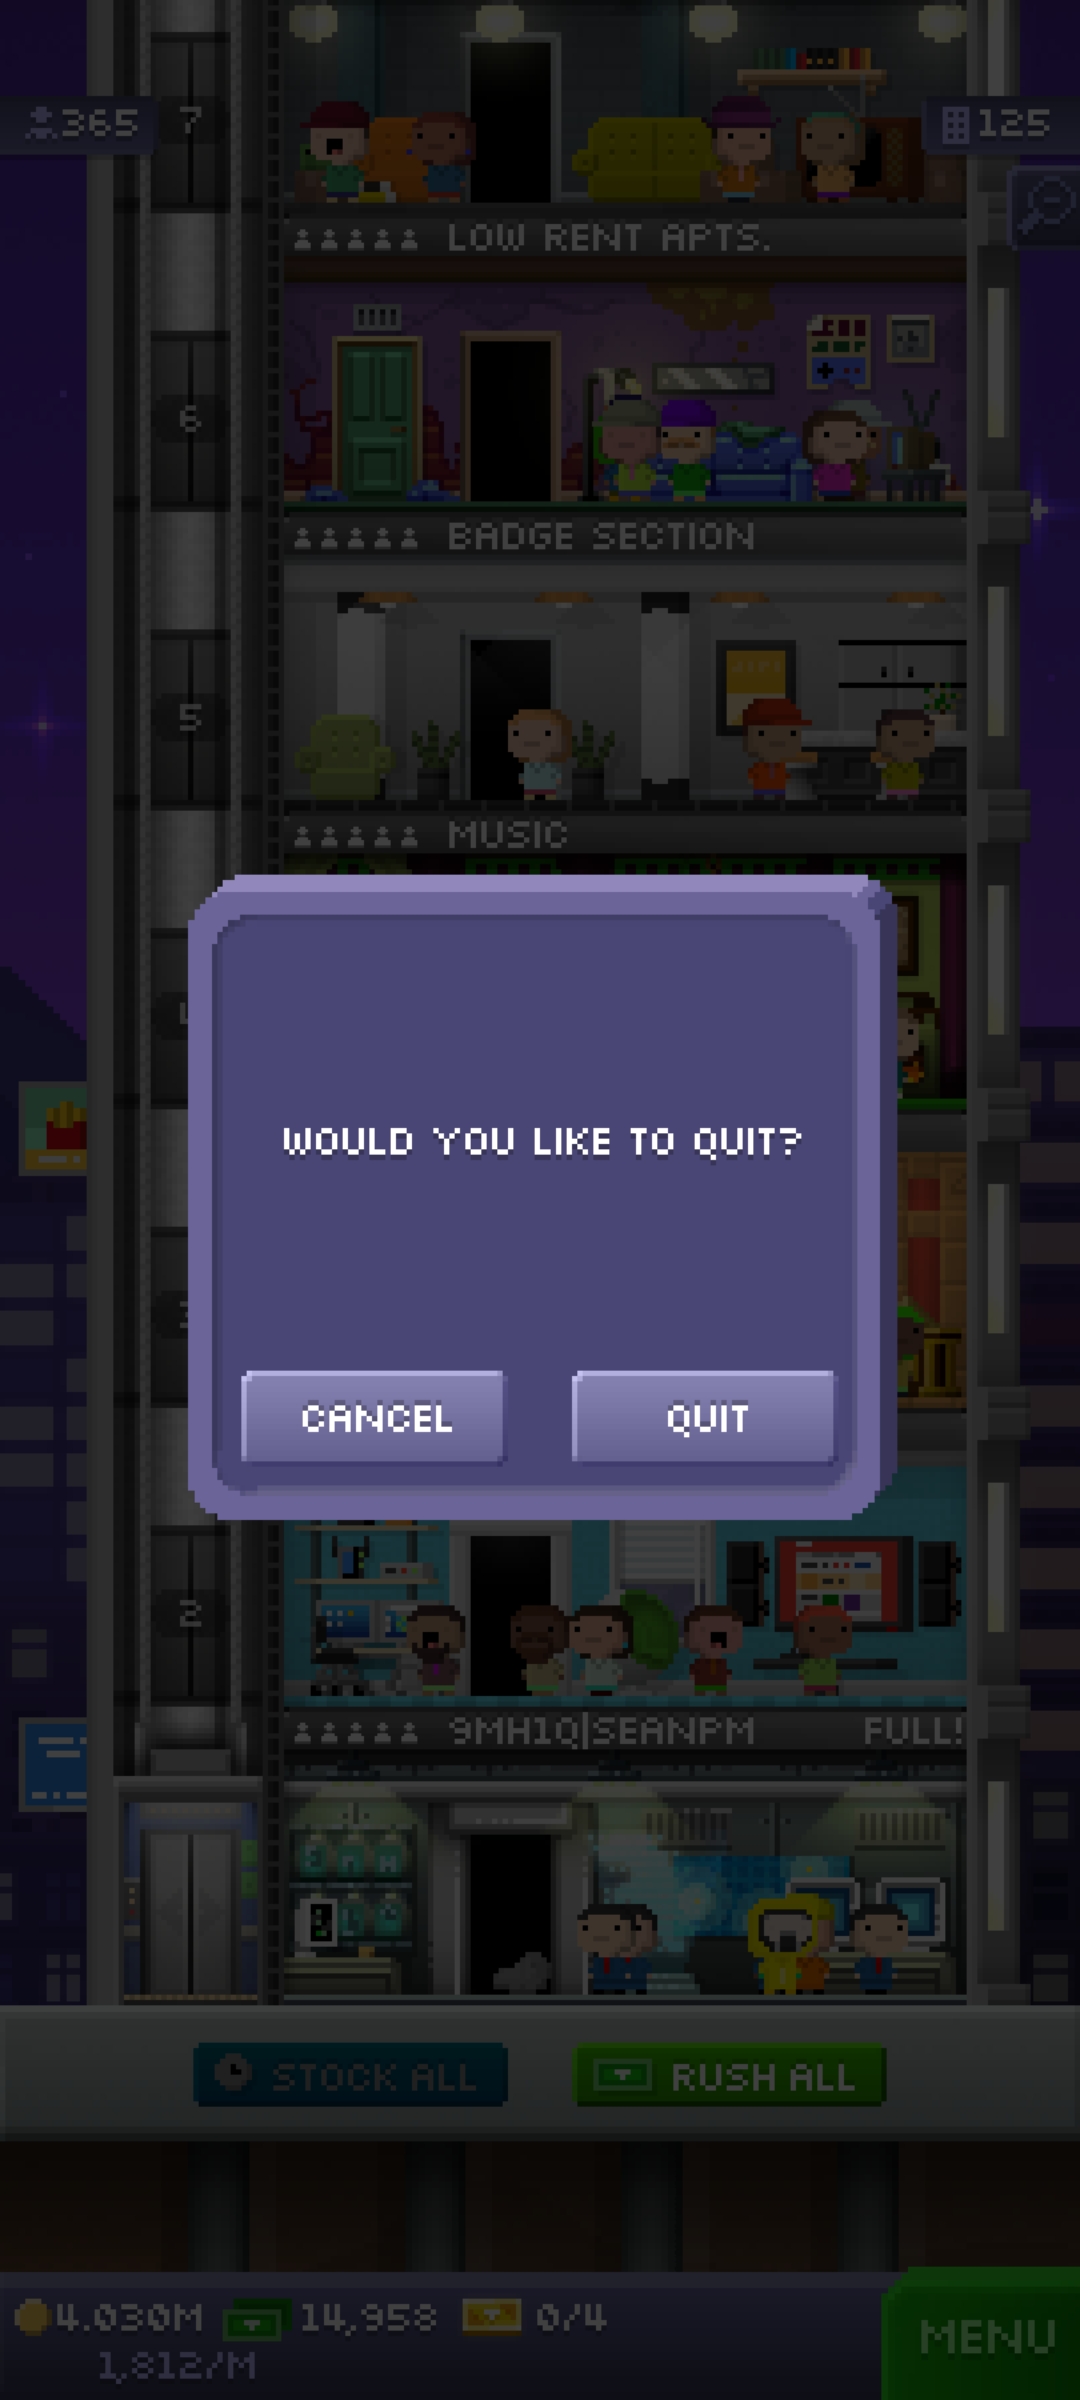 365
7
125
LOW RENT APTS.
6
BADGE SECTION
5
MUSIC
WOULD YOU LIKE TO QUIT?
CANCEL
QUIT
2
9MH1Q|SEANPM
FULL!
STOCK ALL
RUSH ALL
4.030M
14,958
0/4
1,812/M
MENU